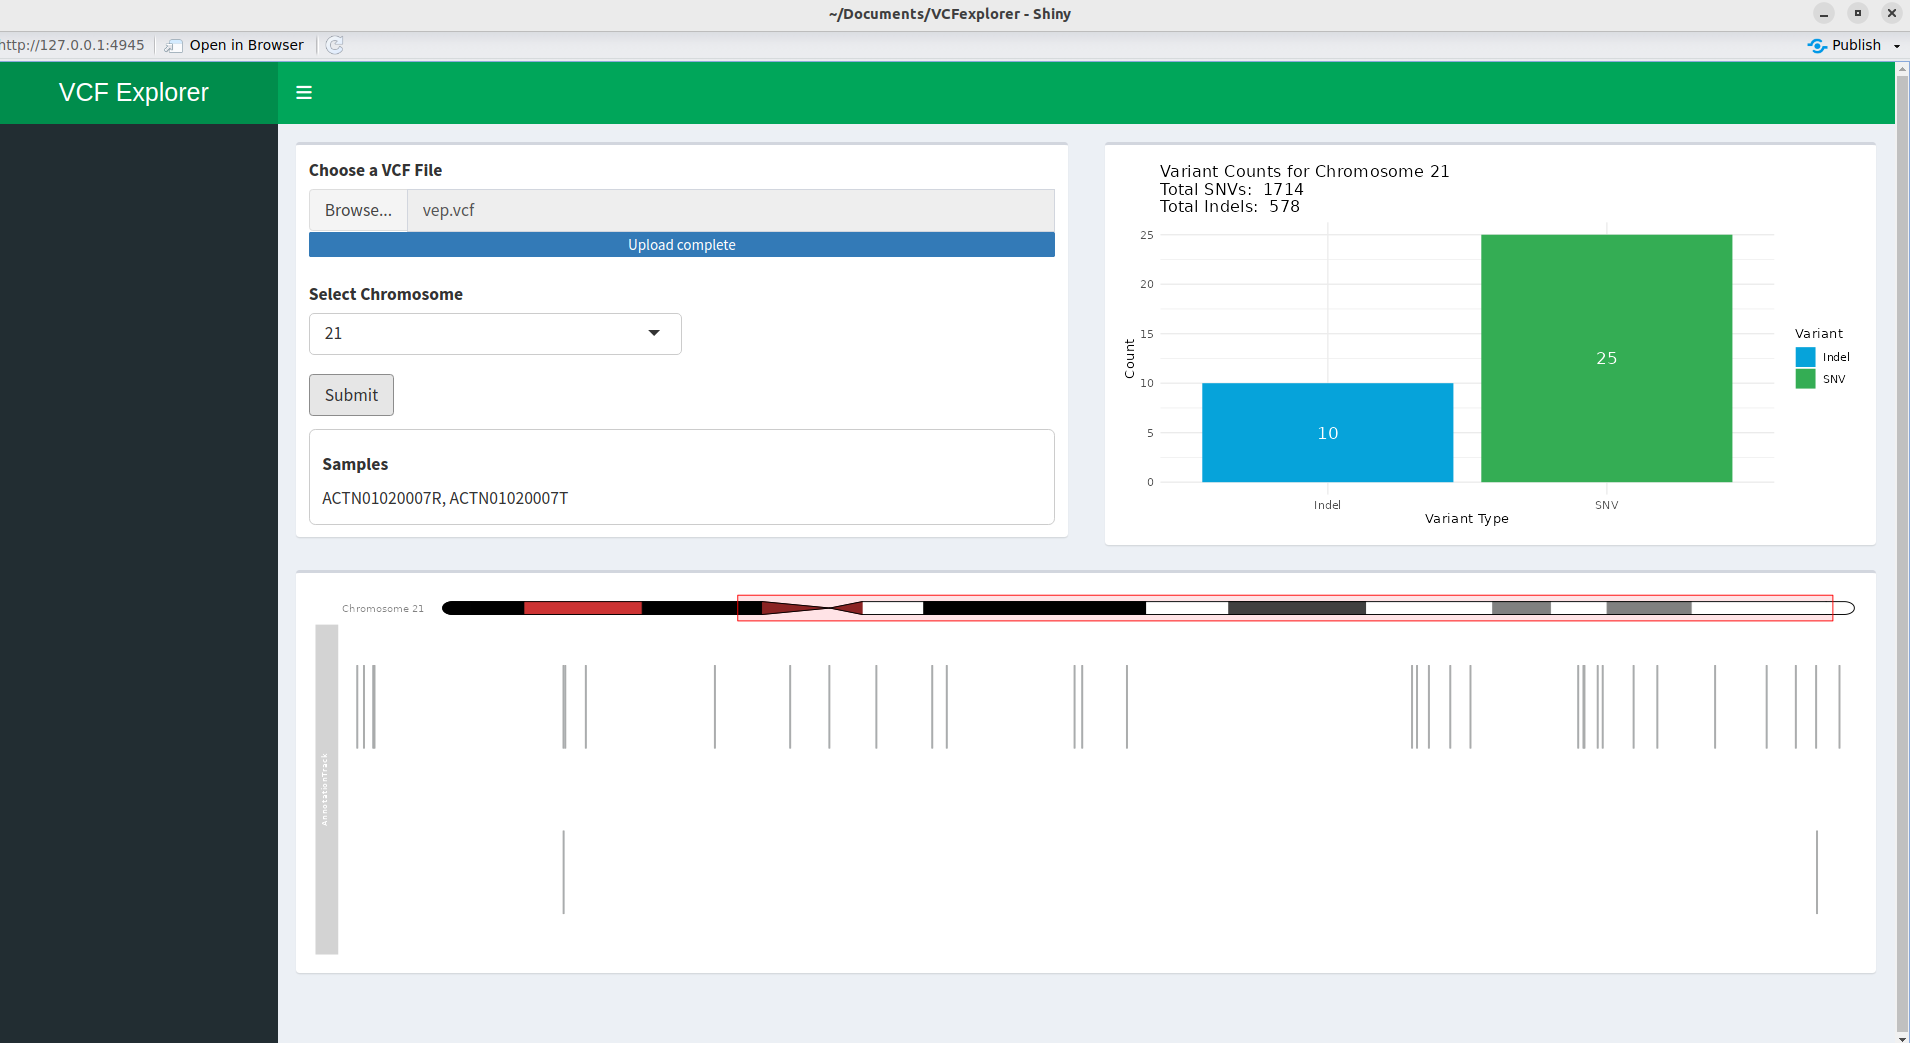 ~/Documents/VCFexplorer - Shiny
http://127.0.0.1:4945
Open in Browser
Publish
VCF Explorer
Choose a VCF File
Browse...
vep.vcf
Upload complete
Select Chromosome
21
Submit
Samples
ACTN01020007R, ACTN01020007T
Variant Counts for Chromosome 21
Total SNVs: 1714
Total Indels: 578
25
20
15
10
5
0
Count
10
25
Indel
SNV
Variant Type
Variant
Indel
SNV
Chromosome 21
AnnotationTrack